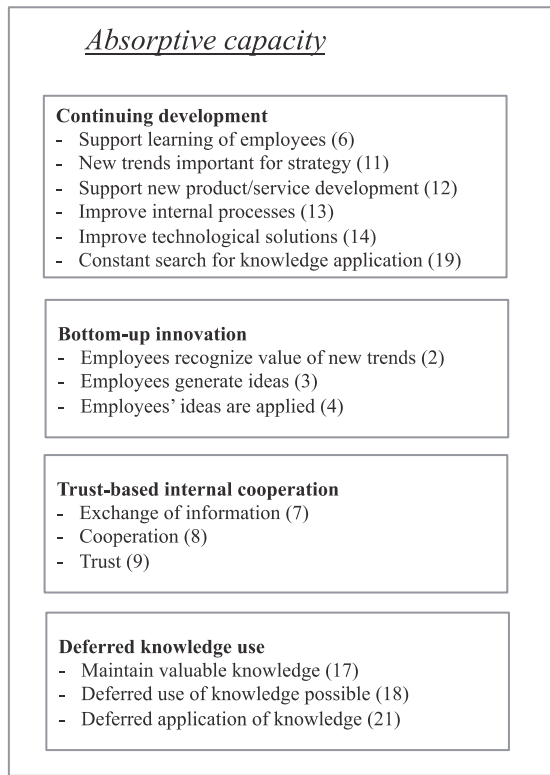 Absorptive capacity
Continuing development
- Support learning of employees (6)
- New trends important for strategy (11)
- Support new product/service development (12)
- Improve internal processes (13)
- Improve technological solutions (14)
- Constant search for knowledge application (19)
Bottom-up innovation
- Employees recognize value of new trends (2)
- Employees generate ideas (3)
- Employees’ ideas are applied (4)
Trust-based internal cooperation
- Exchange of information (7)
- Cooperation (8)
- Trust (9)
Deferred knowledge use
- Maintain valuable knowledge (17)
- Deferred use of knowledge possible (18)
- Deferred application of knowledge (21)